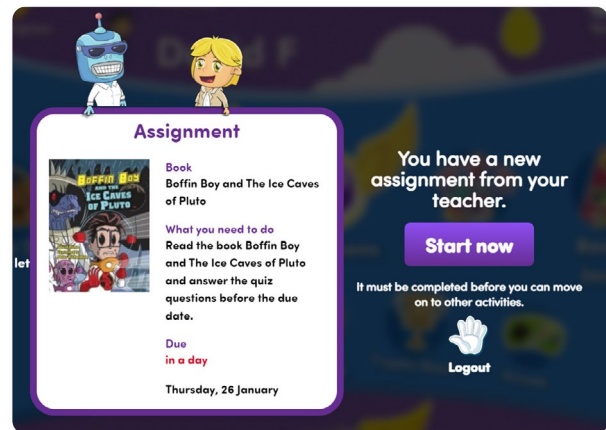 Assignment
BOFFIN BOY
AND THE
ICE CAVES
OF PLUTO
Book
Boffin Boy and The Ice Caves
of Pluto
What you need to do
Read the book Boffin Boy
and The Ice Caves of Pluto
and answer the quiz
questions before the due
date.
Due
in a day
Thursday, 26 January
let
You have a new
assignment from your
teacher.
Start now
It must be completed before you can move
on to other activities.
Logout